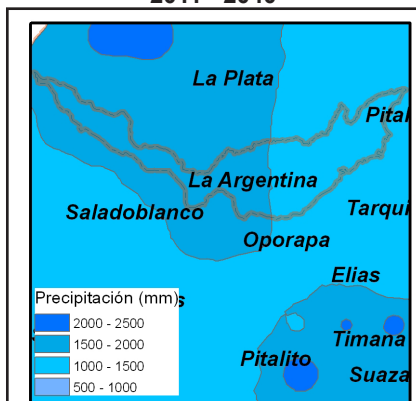 La Plata
Pital
La Argentina
Saladoblanco
Tarqui
Oporapa
Elias
Precipitación (mm)
2000 - 2500
1500 - 2000
1000 - 1500
500 - 1000
Timana
Pitalito
Suaza